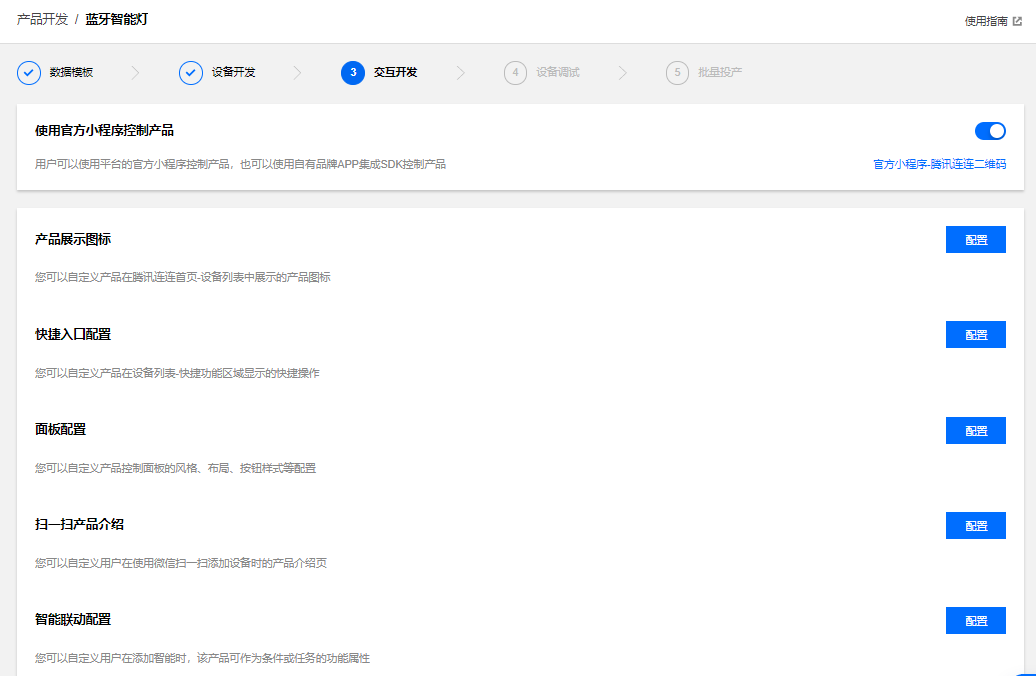 产品开发 / 蓝牙智能灯
使用指南
数据模板
设备开发
3 交互开发
4 设备调试
5 批量投产
使用官方小程序控制产品
用户可以使用平台的官方小程序控制产品，也可以使用自有品牌APP集成SDK控制产品
官方小程序-腾讯连连二维码
产品展示图标
配置
您可以自定义产品在腾讯连连首页-设备列表中展示的产品图标
快捷入口配置
配置
您可以自定义产品在设备列表-快捷功能区域显示的快捷操作
面板配置
配置
您可以自定义产品控制面板的风格、布局、按钮样式等配置
扫一扫产品介绍
配置
您可以自定义用户在使用微信扫一扫添加设备时的产品介绍页
智能联动配置
配置
您可以自定义用户在添加智能时，该产品可作为条件或任务的功能属性